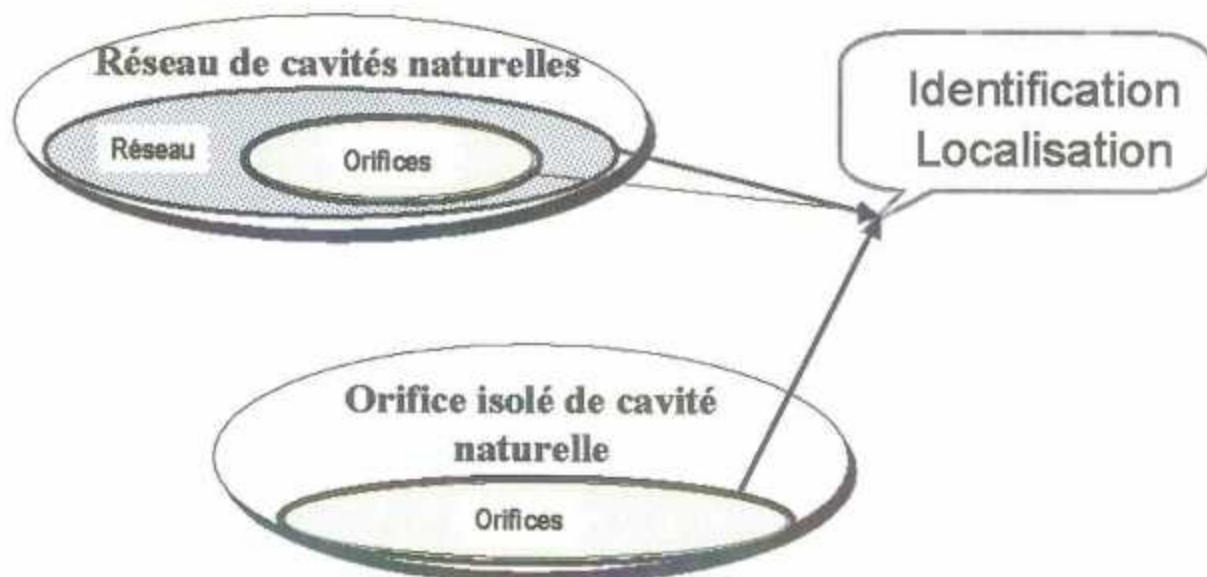 Réseau de cavités naturelles
Réseau
Orifices
Identification
Localisation
Orifice isolé de cavité
naturelle
Orifices